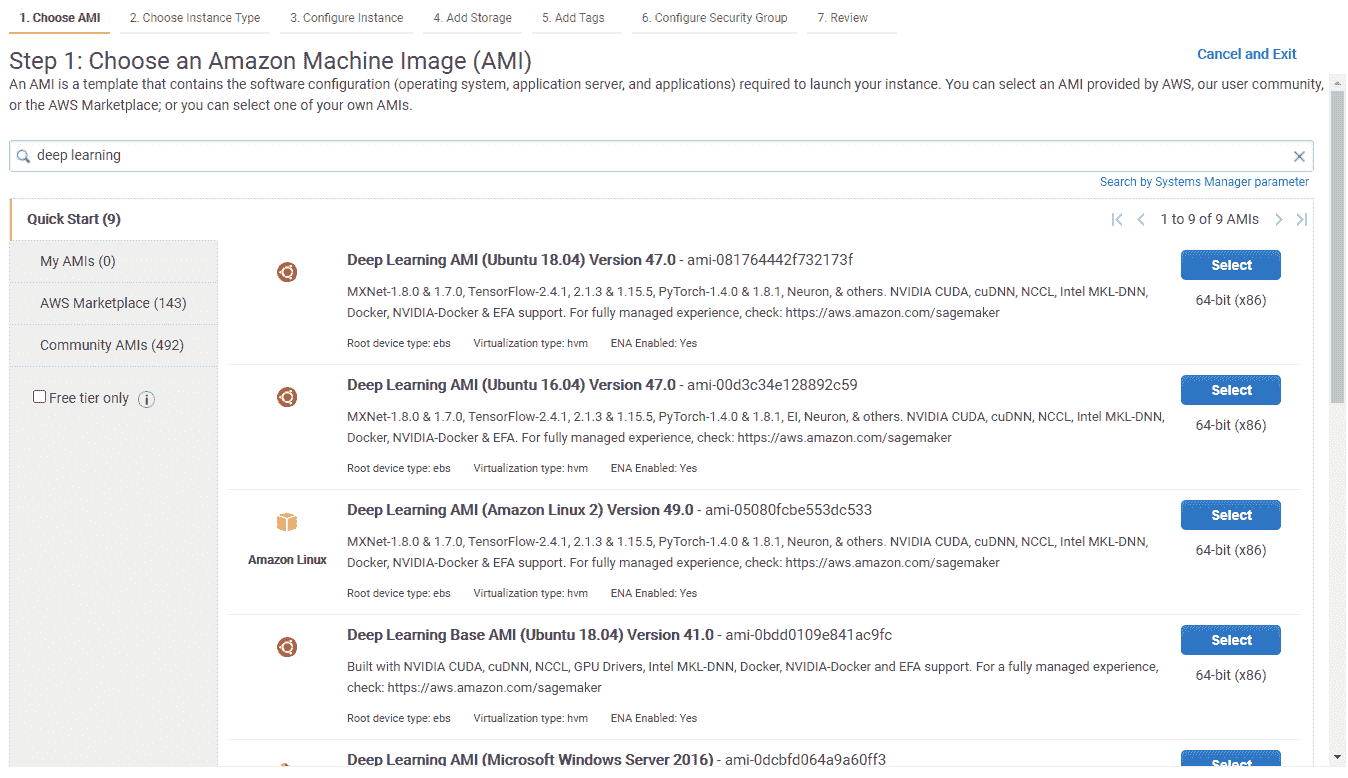 1. Choose AMI 2. Choose Instance Type 3. Configure Instance 4. Add Storage 5. Add Tags 6. Configure Security Group 7. Review
Step 1: Choose an Amazon Machine Image (AMI)
Cancel and Exit
An AMI is a template that contains the software configuration (operating system, application server, and applications) required to launch your instance. You can select an AMI provided by AWS, our user community,
or the AWS Marketplace; or you can select one of your own AMIs.
deep learning
Search by Systems Manager parameter
Quick Start (9)
1 to 9 of 9 AMIs
My AMIs (0)
AWS Marketplace (143)
Community AMIs (492)
Free tier only
Deep Learning AMI (Ubuntu 18.04) Version 47.0 - ami-081764442f732173f
Select
MXNet-1.8.0 & 1.7.0, TensorFlow-2.4.1, 2.1.3 & 1.15.5, PyTorch-1.4.0 & 1.8.1, Neuron, & others. NVIDIA CUDA, cuDNN, NCCL, Intel MKL-DNN,
64-bit (x86)
Docker, NVIDIA-Docker & EFA support. For fully managed experience, check: https://aws.amazon.com/sagemaker
Root device type: ebs Virtualization type: hvm ENA Enabled: Yes
Deep Learning AMI (Ubuntu 16.04) Version 47.0 - ami-00d3c34e128892c59
Select
MXNet-1.8.0 & 1.7.0, TensorFlow-2.4.1, 2.1.3 & 1.15.5, PyTorch-1.4.0 & 1.8.1, EI, Neuron, & others. NVIDIA CUDA, cuDNN, NCCL, Intel MKL-DNN,
64-bit (x86)
Docker, NVIDIA-Docker & EFA. For fully managed experience, check: https://aws.amazon.com/sagemaker
Root device type: ebs Virtualization type: hvm ENA Enabled: Yes
Deep Learning AMI (Amazon Linux 2) Version 49.0 - ami-05080fcbe553dc533
Select
MXNet-1.8.0 & 1.7.0, TensorFlow-2.4.1, 2.1.3 & 1.15.5, PyTorch-1.4.0 & 1.8.1, Neuron, & others. NVIDIA CUDA, cuDNN, NCCL, Intel MKL-DNN,
64-bit (x86)
Amazon Linux
Docker, NVIDIA-Docker & EFA support. For fully managed experience, check: https://aws.amazon.com/sagemaker
Root device type: ebs Virtualization type: hvm ENA Enabled: Yes
Deep Learning Base AMI (Ubuntu 18.04) Version 41.0 - ami-0bdd0109e841ac9fc
Select
Built with NVIDIA CUDA, cuDNN, NCCL, GPU Drivers, Intel MKL-DNN, Docker, NVIDIA-Docker and EFA support. For a fully managed experience,
64-bit (x86)
check: https://aws.amazon.com/sagemaker
Root device type: ebs Virtualization type: hvm ENA Enabled: Yes
Deep Learning AMI (Microsoft Windows Server 2016) - ami-0dcbfd064a9a60ff3
Select